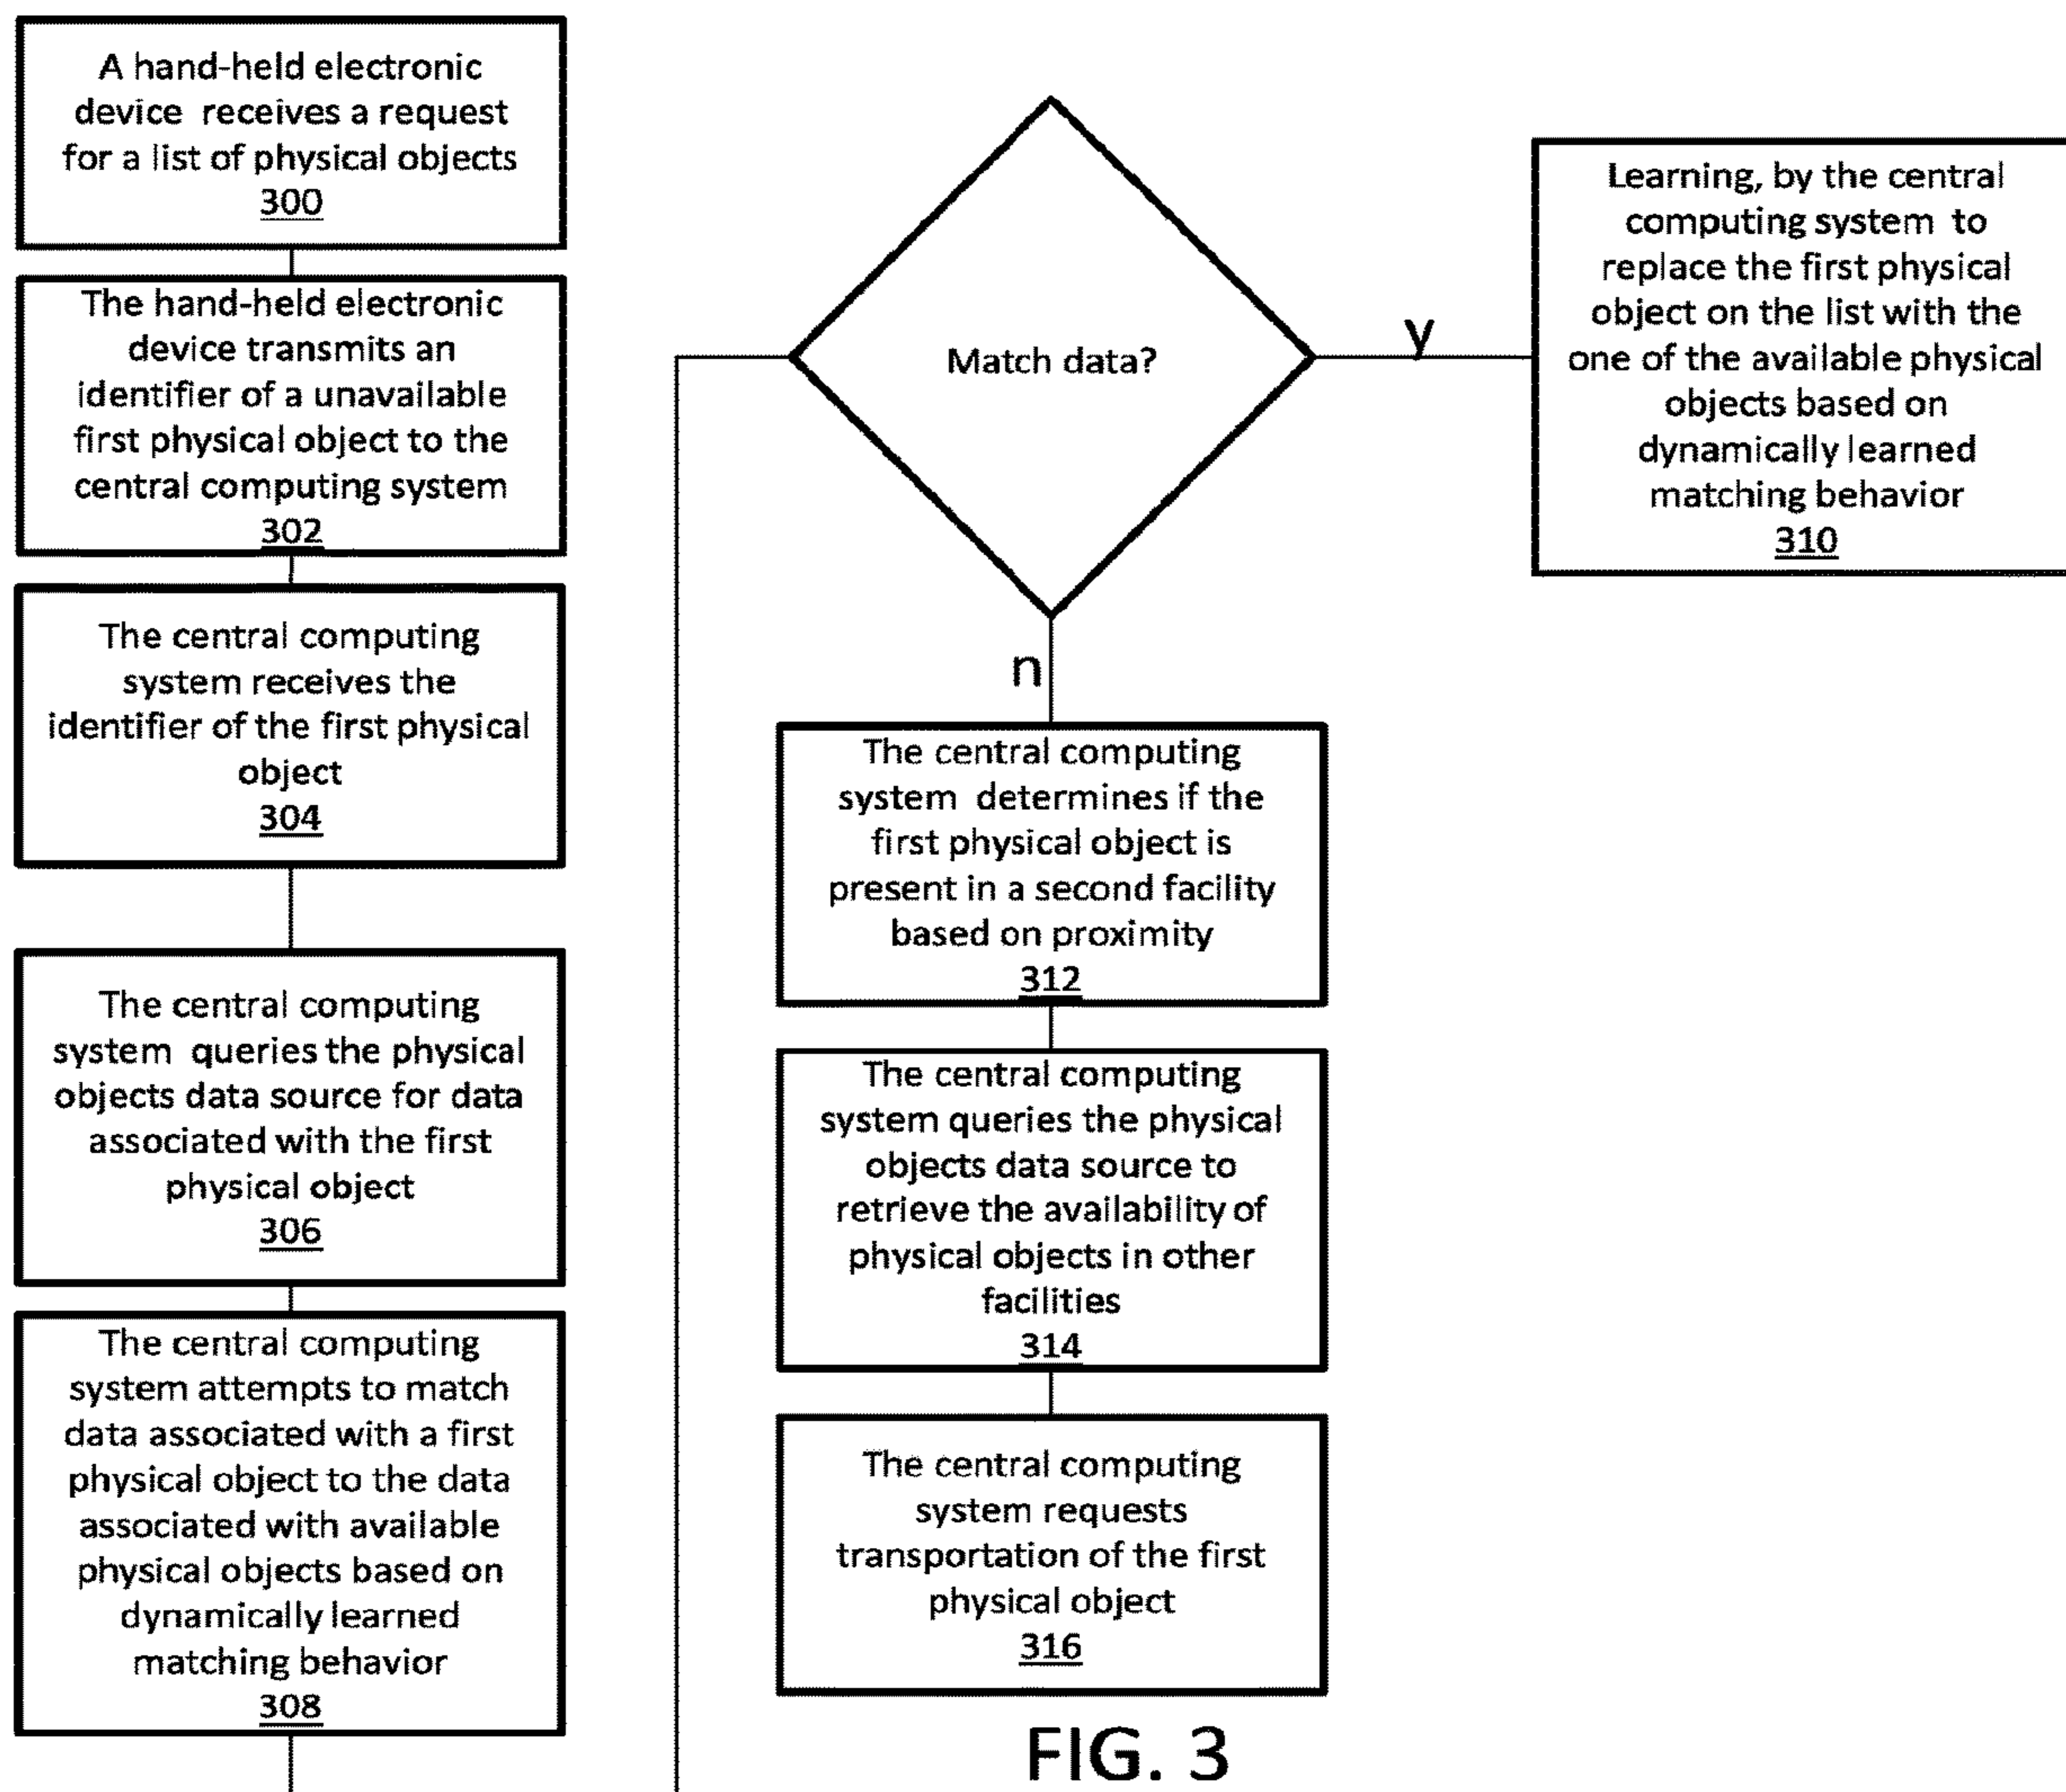 A hand-held electronic
device receives a request
for a list of physical objects
300
The hand-held electronic
device transmits an
identifier of a unavailable
first physical object to the
central computing system
302
The central computing
system receives the
identifier of the first physical
object
304
The central computing
system queries the physical
objects data source for data
associated with the first
physical object
306
The central computing
system attempts to match
data associated with a first
physical object to the data
associated with available
physical objects based on
dynamically learned
matching behavior
308
Match data?
y
n
Learning, by the central
computing system to
replace the first physical
object on the list with the
one of the available physical
objects based on
dynamically learned
matching behavior
310
The central computing
system determines if the
first physical object is
present in a second facility
based on proximity
312
The central computing
system queries the physical
objects data source to
retrieve the availability of
physical objects in other
facilities
314
The central computing
system requests
transportation of the first
physical object
316
FIG. 3